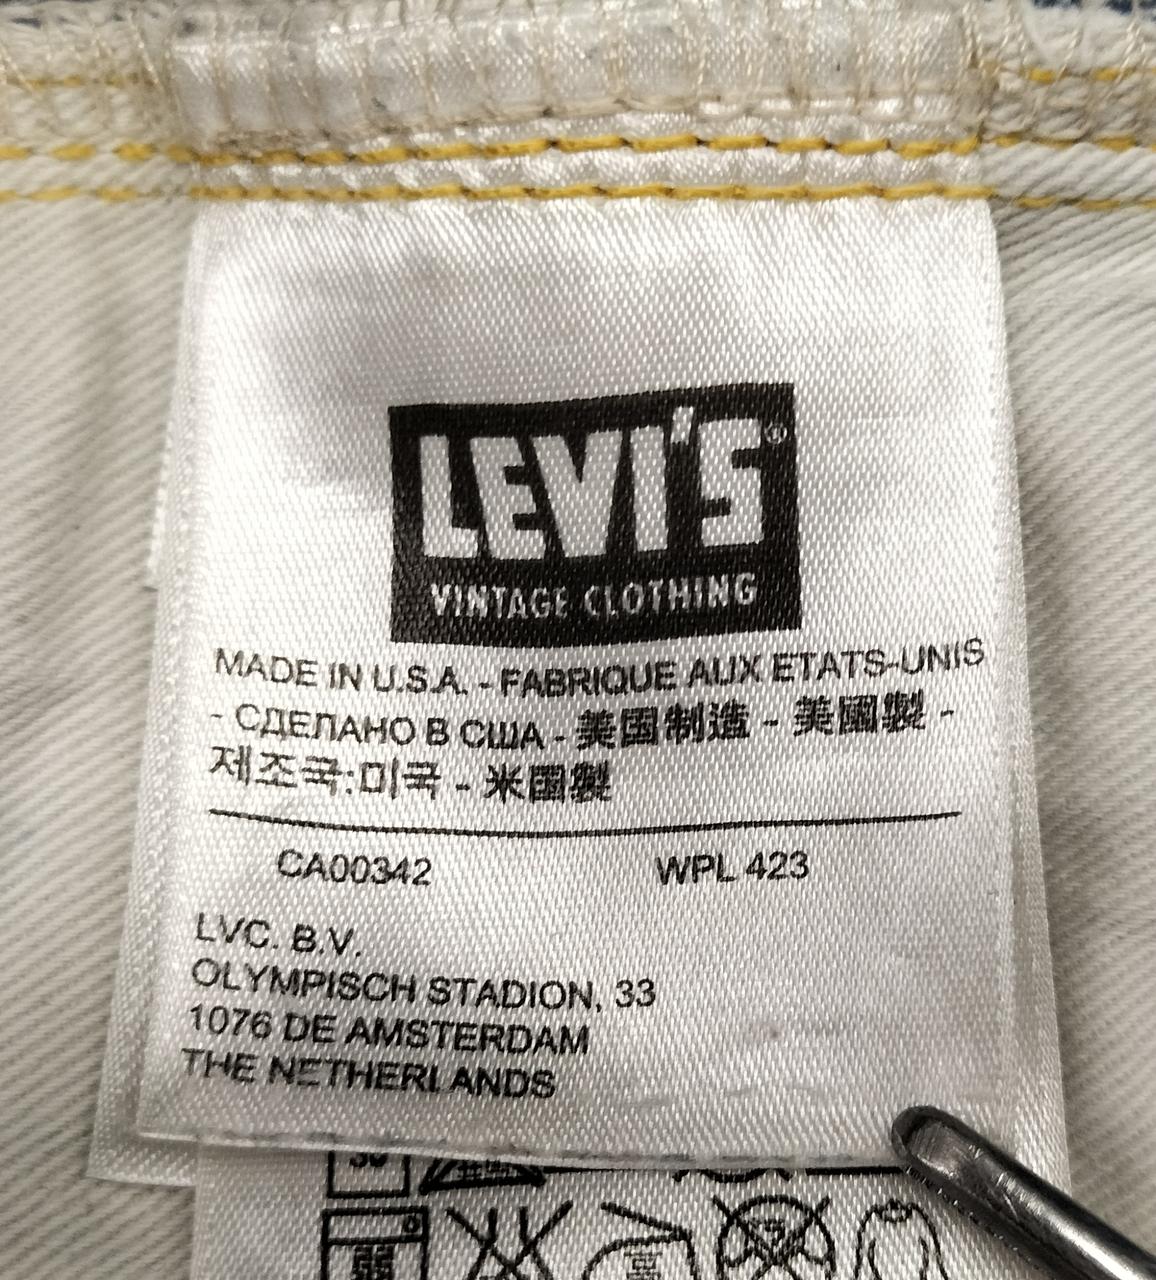 LEVI'S®
VINTAGE CLOTHING
MADE IN U.S.A. - FABRIQUE AUX ETATS-UNIS
- СДЕЛАНО В США - 美国制造 - 美國製 -
제조국:미국 - 米国製
CA00342 WPL 423
LVC. B.V.
OLYMPISCH STADION, 33
1076 DE AMSTERDAM
THE NETHERLANDS